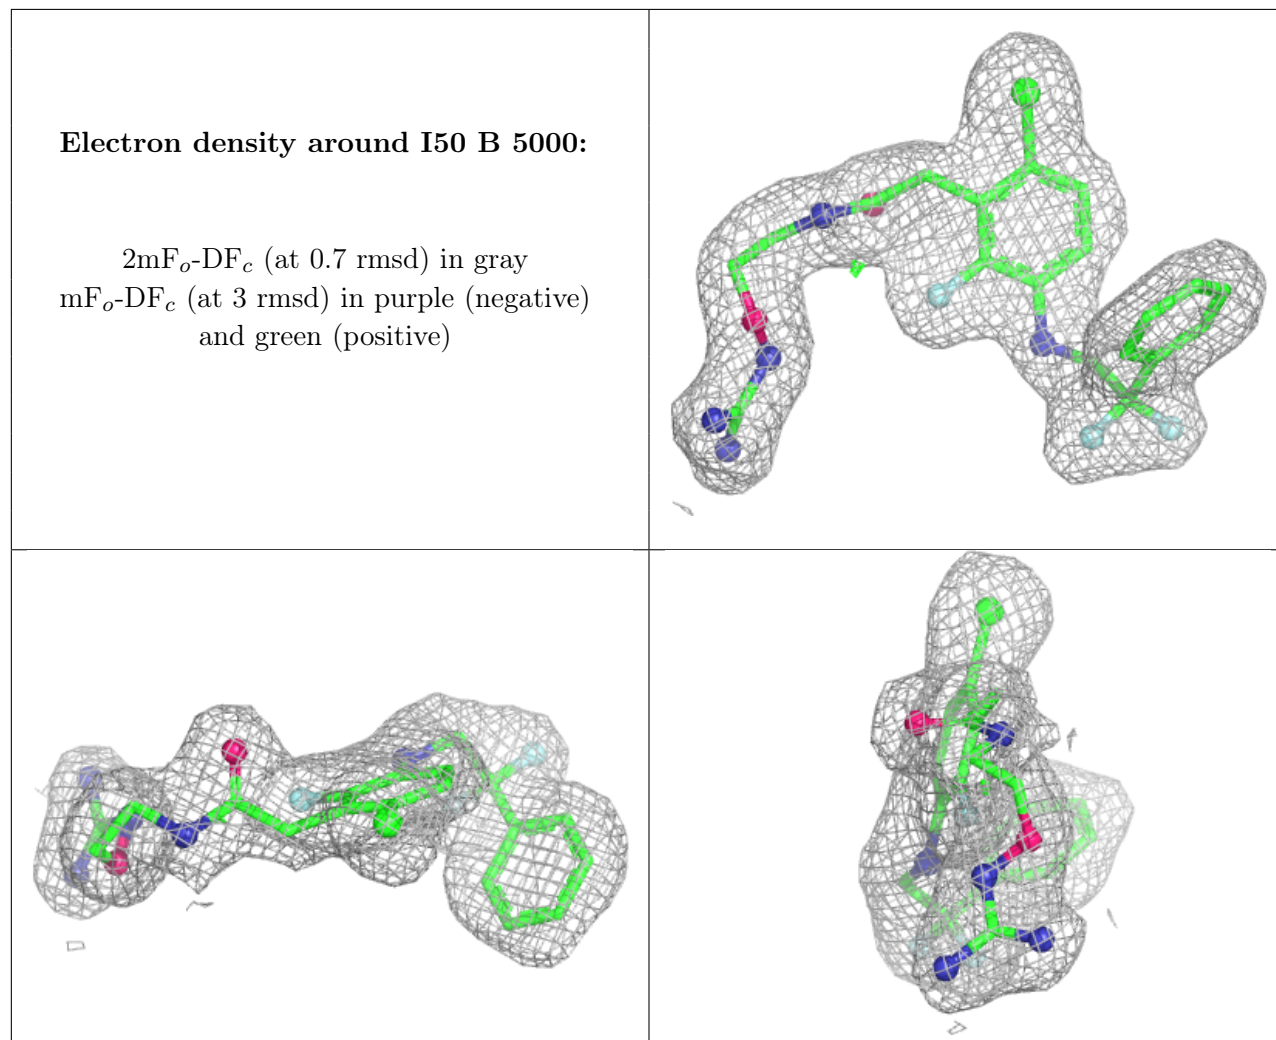 Electron density around I50 B 5000:
2mFo-DFc (at 0.7 rmsd) in gray
mFo-DFc (at 3 rmsd) in purple (negative)
and green (positive)